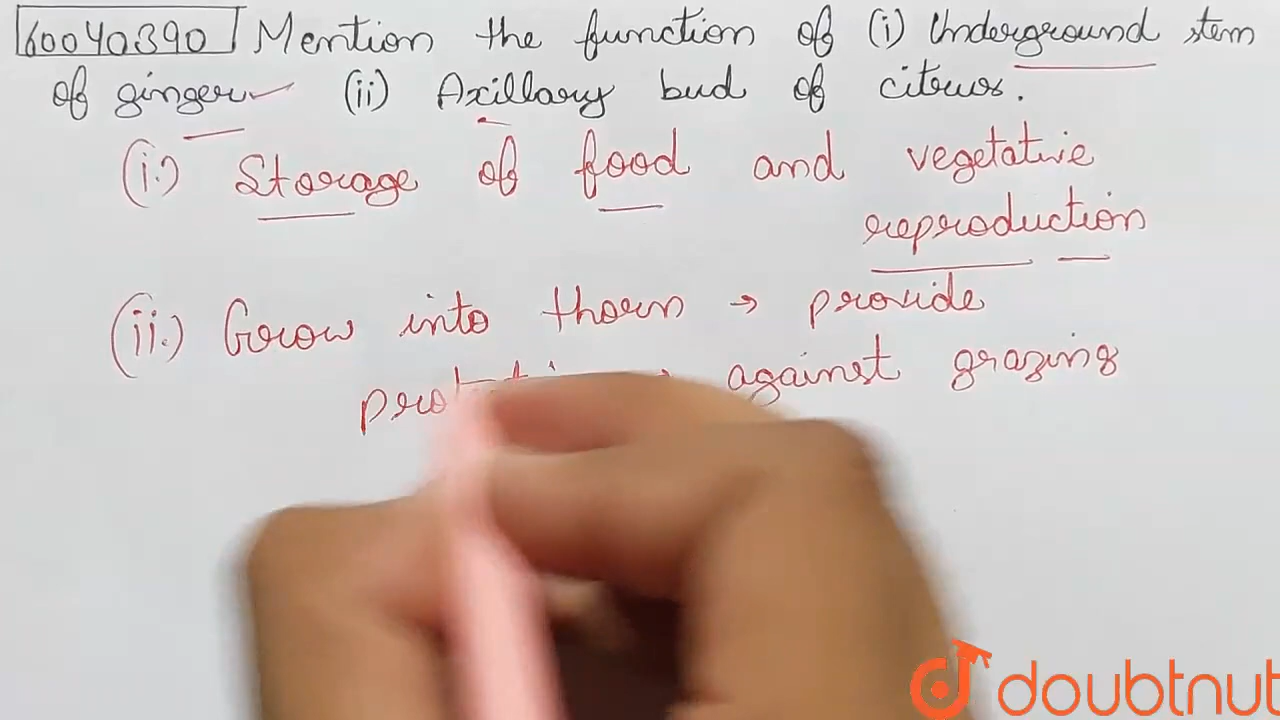 60040390 Mention the function of (i) Underground stem
of ginger (ii) Axillary bud of citrus.
(i.) Storage of food and vegetative
reproduction
(ii.) Grow into thorn → provide
against grazing
doubtnut